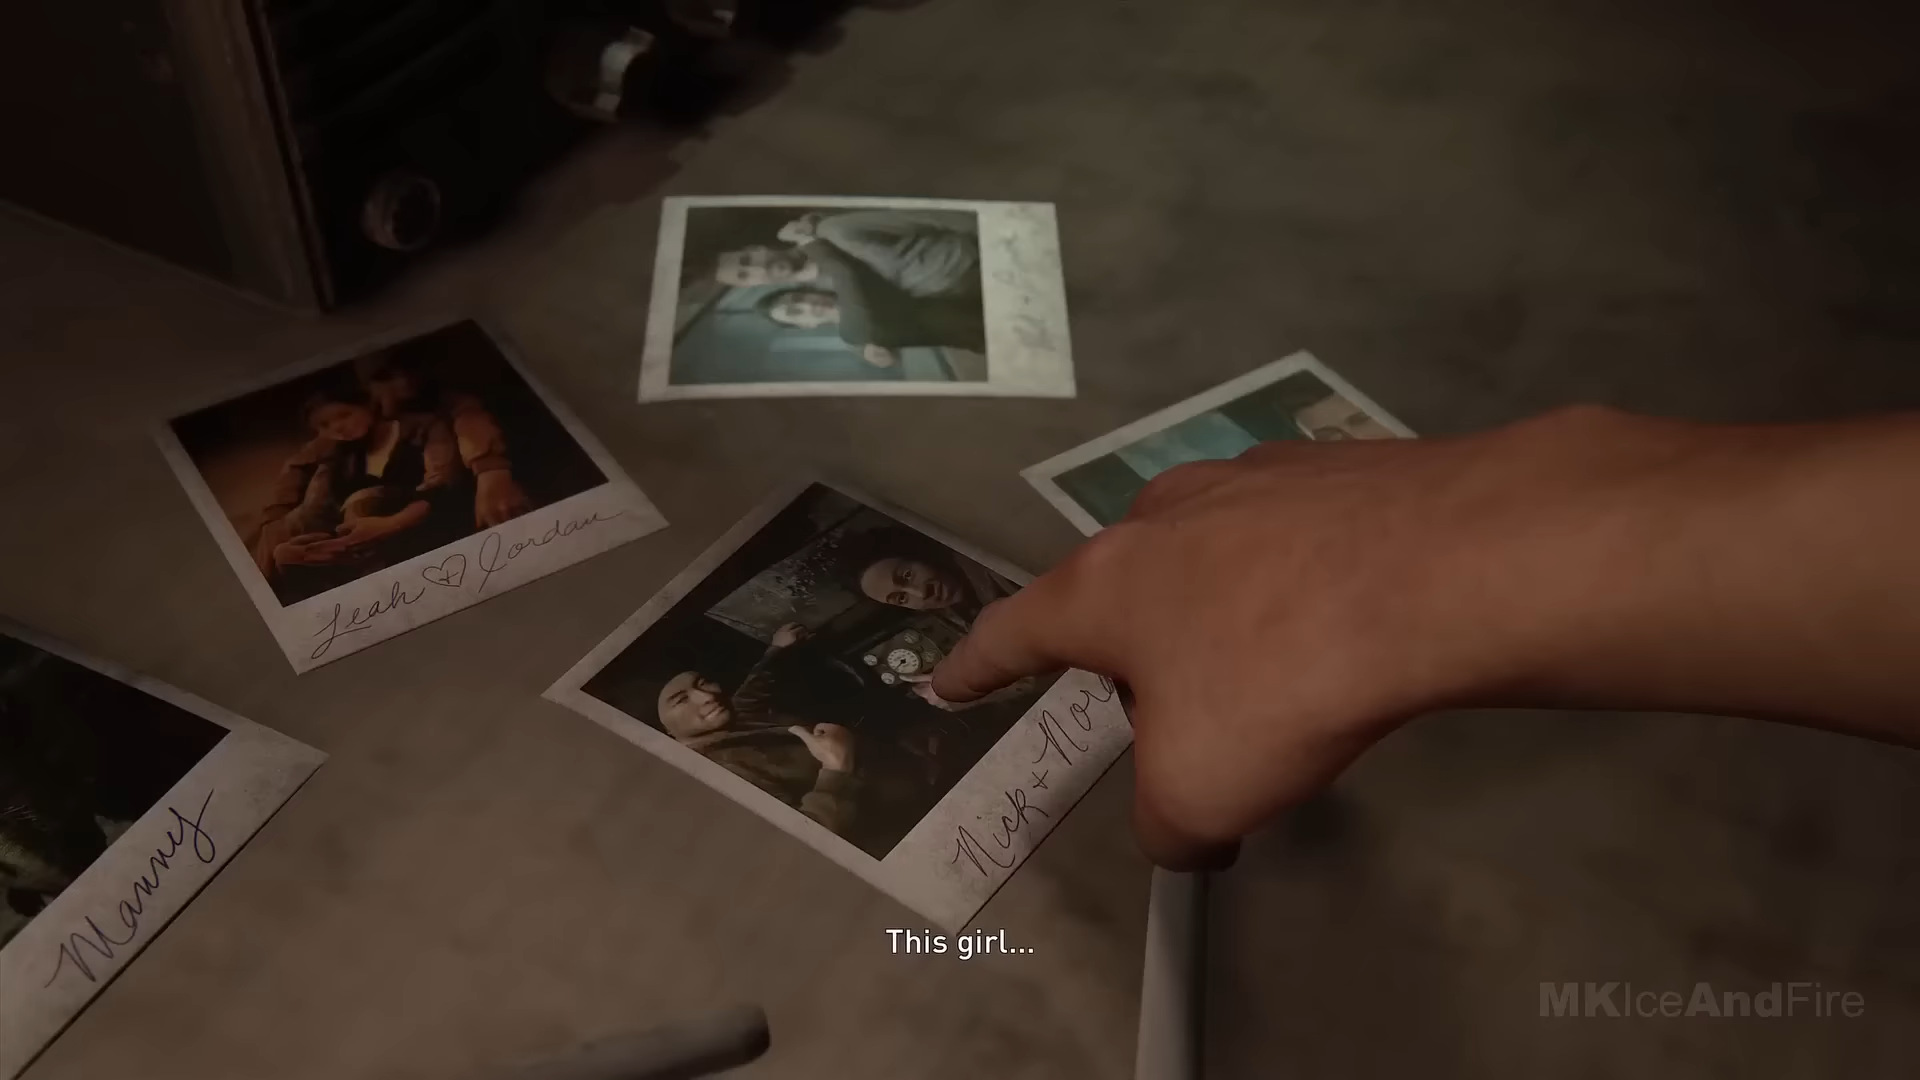 Leah + Jordan
Nick + Nora
Manny
This girl...
MKIceAndFire